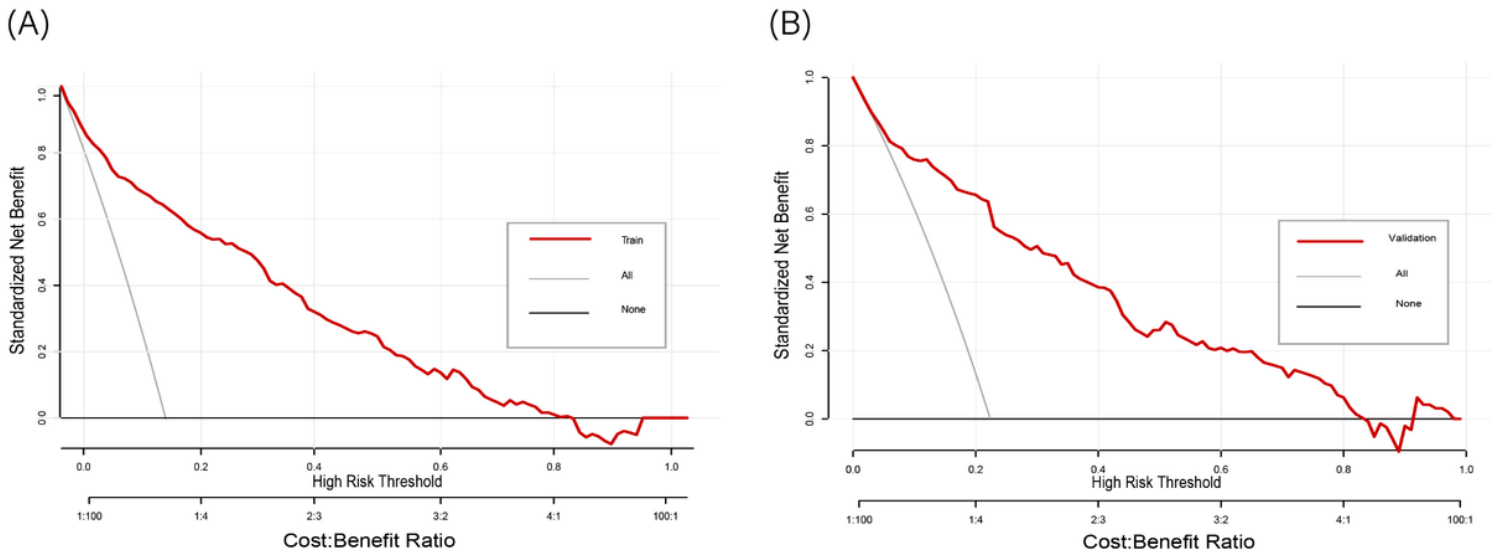 (A)
Standardized Net Benefit
1.0
0.8
0.6
0.4
0.2
0.0
Train
All
None
0.0 0.2 0.4 0.6 0.8 1.0
High Risk Threshold
1:100 1:4 2:3 3:2 4:1 100:1
Cost:Benefit Ratio
(B)
Standardized Net Benefit
1.0
0.8
0.6
0.4
0.2
0.0
Validation
All
None
0.0 0.2 0.4 0.6 0.8 1.0
High Risk Threshold
1:100 1:4 2:3 3:2 4:1 100:1
Cost:Benefit Ratio